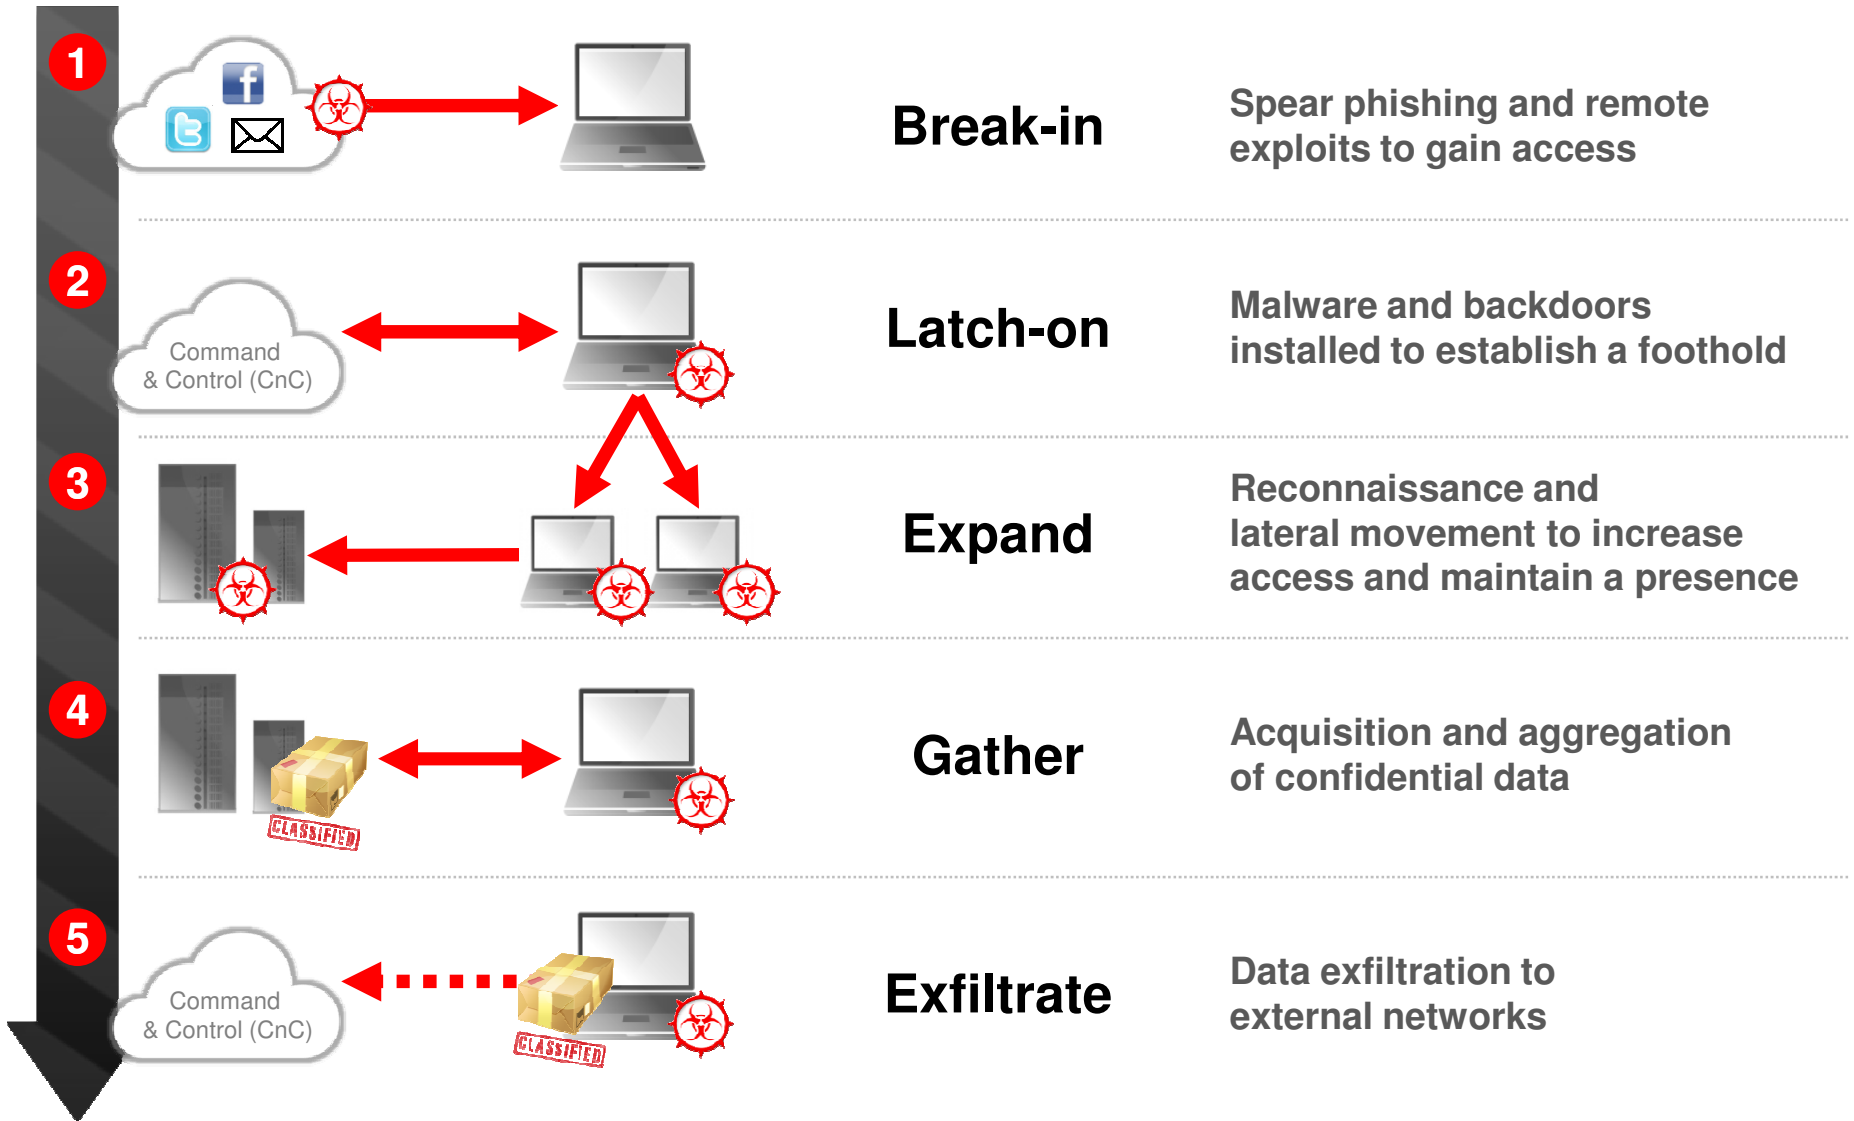 1
f
t
Break-in
Spear phishing and remote
exploits to gain access
2
Command
& Control (CnC)
Latch-on
Malware and backdoors
installed to establish a foothold
3
Expand
Reconnaissance and
lateral movement to increase
access and maintain a presence
4
CLASSIFIED
Gather
Acquisition and aggregation
of confidential data
5
Command
& Control (CnC)
CLASSIFIED
Exfiltrate
Data exfiltration to
external networks